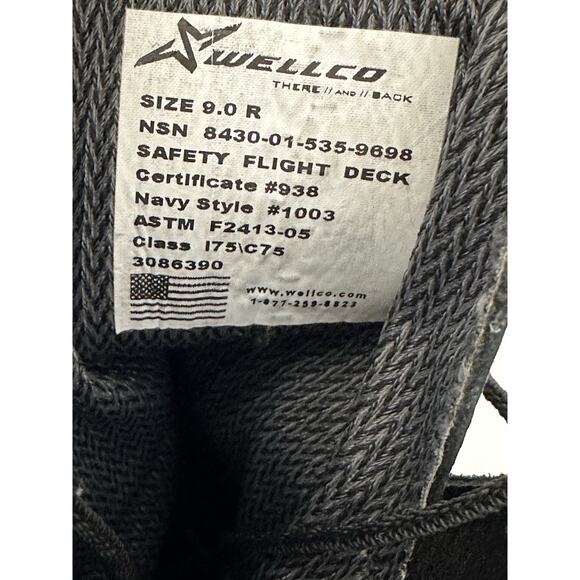 WELLCO
THERE // AND // BACK
SIZE 9.0 R
NSN 8430-01-535-9698
SAFETY FLIGHT DECK
Certificate #938
Navy Style #1003
ASTM F2413-05
Class I75\C75
3086390
www.wellco.com
1-877-259-8823